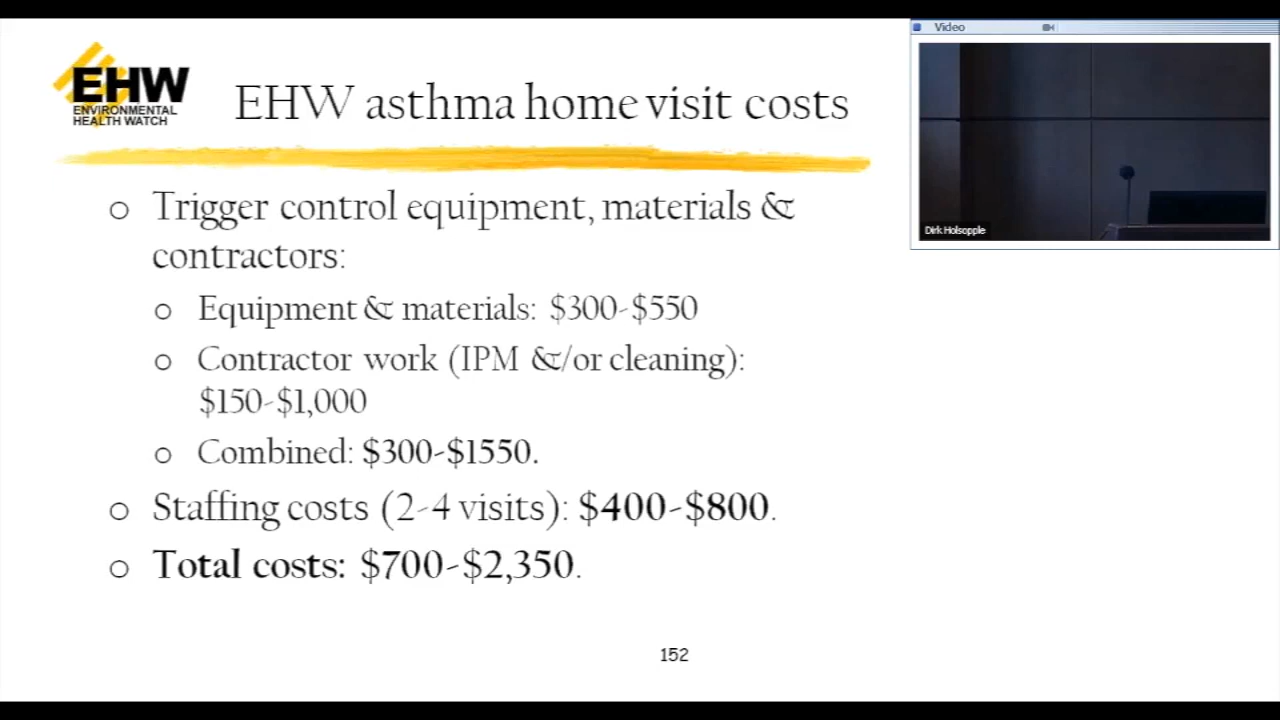 EHW
ENVIRONMENTAL
HEALTH WATCH
EHW asthma home visit costs
Trigger control equipment, materials &
contractors:
Equipment & materials: $300-$550
Contractor work (IPM &/or cleaning):
$150-$1,000
Combined: $300-$1550.
Staffing costs (2-4 visits): $400-$800.
Total costs: $700-$2,350.
152
Video
Dirk Holsopple